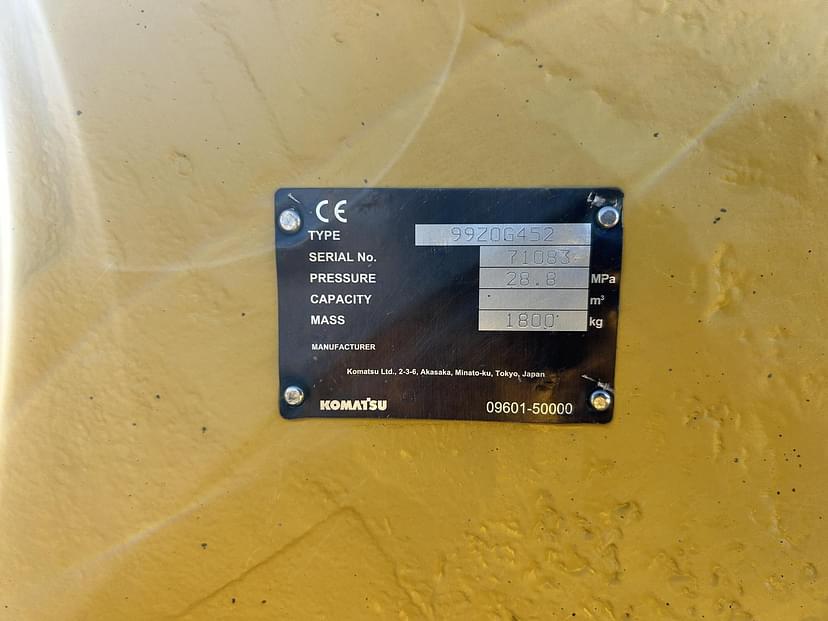 CE
TYPE 99Z0G452
SERIAL No. 71083
PRESSURE 28.8 MPa
CAPACITY m³
MASS 1800 kg
MANUFACTURER
Komatsu Ltd., 2-3-6, Akasaka, Minato-ku, Tokyo, Japan
KOMATSU 09601-50000